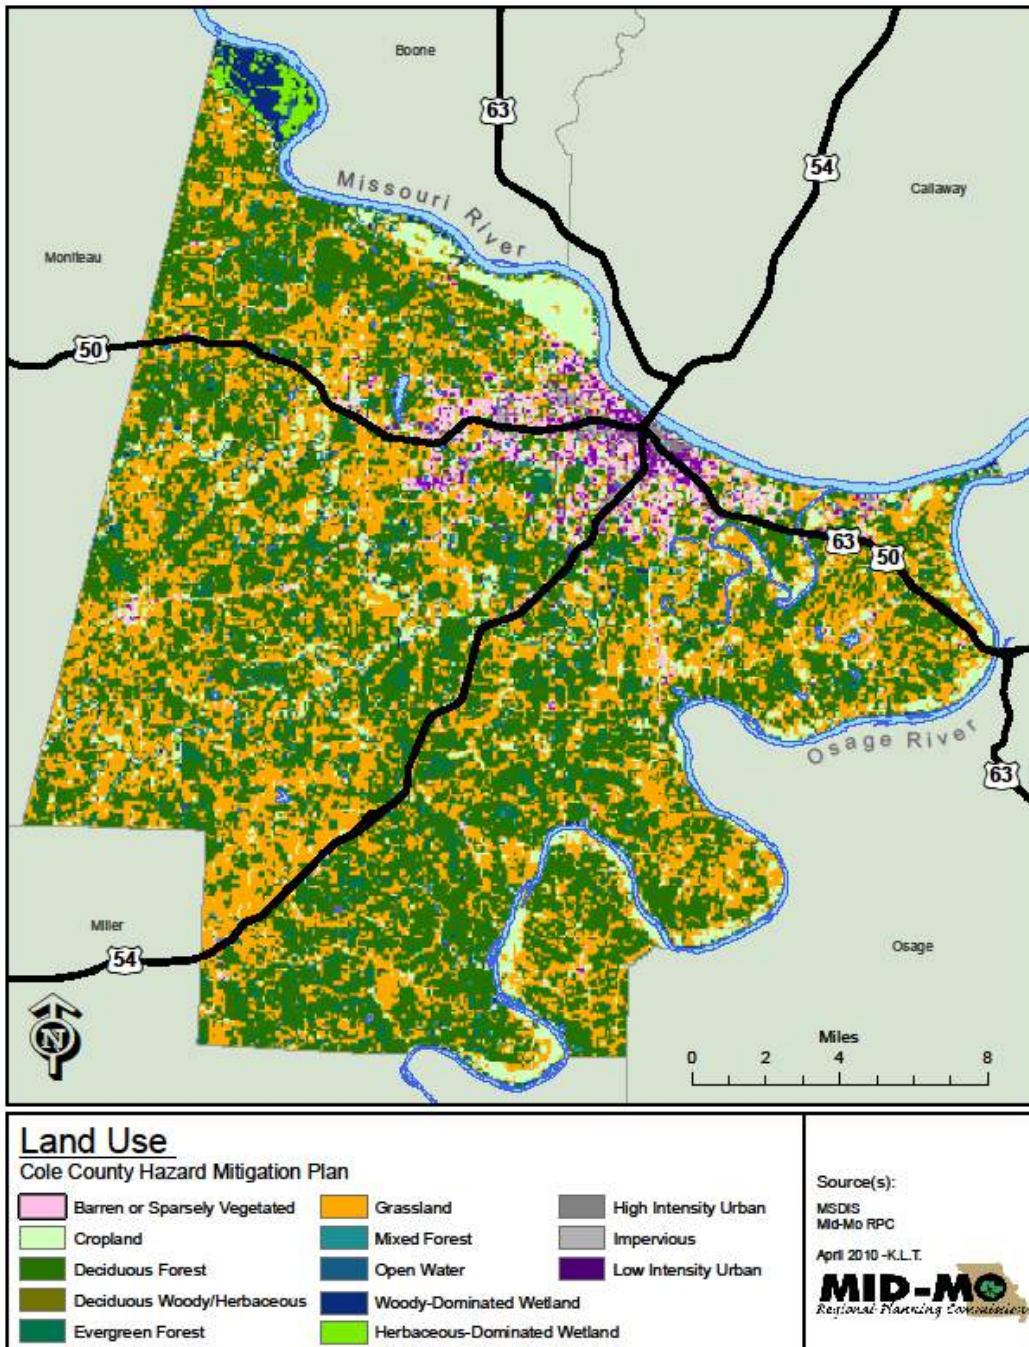 Boone
63
54
Callaway
Missouri River
Moniteau
50
63
50
Osage River
63
Miller
54
Osage
N
Miles
0 2 4 8
Land Use
Cole County Hazard Mitigation Plan
Barren or Sparsely Vegetated
Cropland
Deciduous Forest
Deciduous Woody/Herbaceous
Evergreen Forest
Grassland
Mixed Forest
Open Water
Woody-Dominated Wetland
Herbaceous-Dominated Wetland
High Intensity Urban
Impervious
Low Intensity Urban
Source(s):
MSDIS
Mid-Mo RPC
April 2010 -K.L.T.
MID-MO
Regional Planning Commission